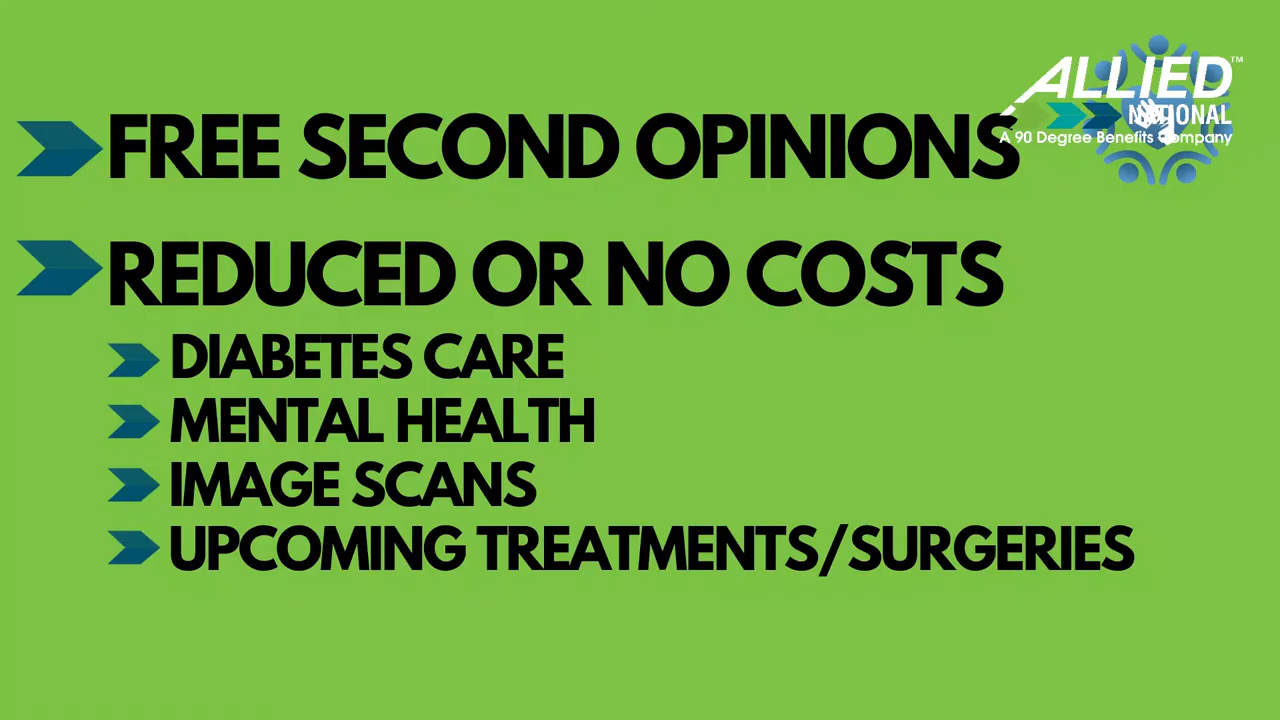 ALLIED™
NATIONAL
A 90 Degree Benefits Company
FREE SECOND OPINIONS
REDUCED OR NO COSTS
DIABETES CARE
MENTAL HEALTH
IMAGE SCANS
UPCOMING TREATMENTS/SURGERIES